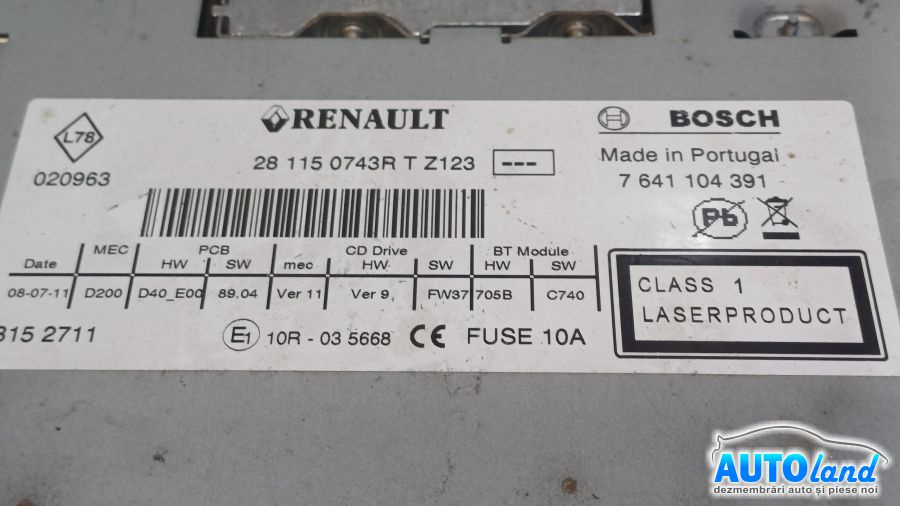 RENAULT
BOSCH
L78
28 115 0743R T Z123 ---
Made in Portugal
020963
7 641 104 391
Pb
MEC PCB CD Drive BT Module
Date HW SW mec HW SW HW SW
08-07-11 D200 D40_E00 89.04 Ver 11 Ver 9 FW37 705B C740
CLASS 1
LASERPRODUCT
8152 2711 E1 10R - 03 5668 CE FUSE 10A
AUTOland
dezmembrări auto și piese noi